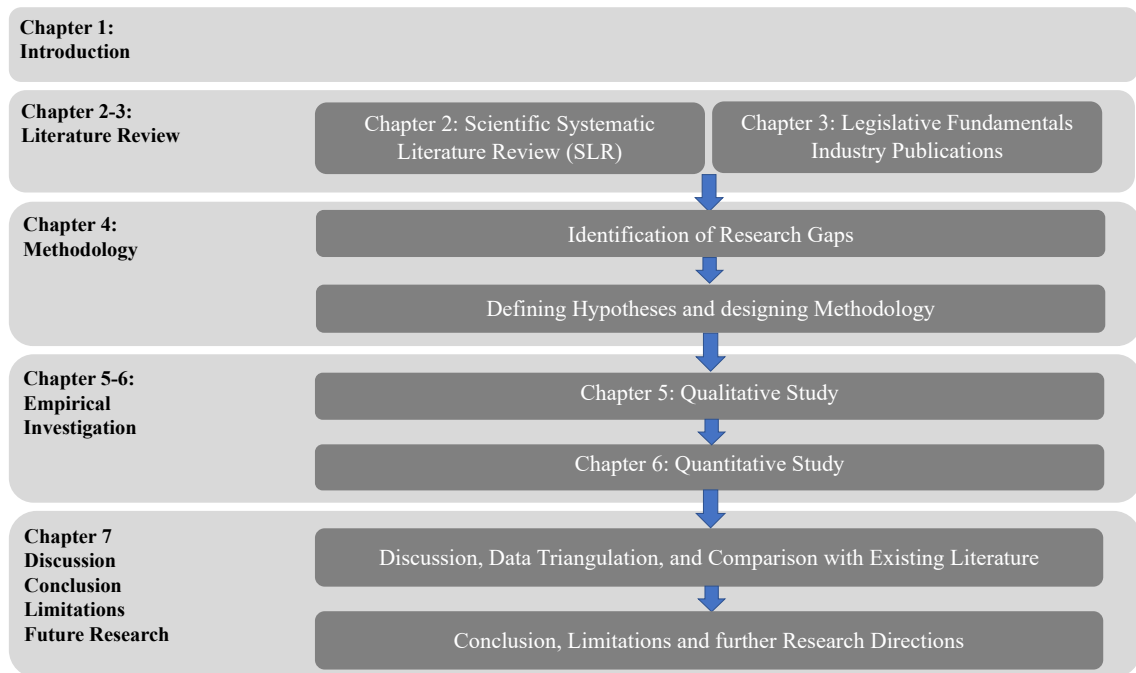 Chapter 1:
Introduction
Chapter 2-3:
Literature Review
Chapter 2: Scientific Systematic
Literature Review (SLR)
Chapter 3: Legislative Fundamentals
Industry Publications
Chapter 4:
Methodology
Identification of Research Gaps
Defining Hypotheses and designing Methodology
Chapter 5-6:
Empirical
Investigation
Chapter 5: Qualitative Study
Chapter 6: Quantitative Study
Chapter 7
Discussion
Conclusion
Limitations
Future Research
Discussion, Data Triangulation, and Comparison with Existing Literature
Conclusion, Limitations and further Research Directions